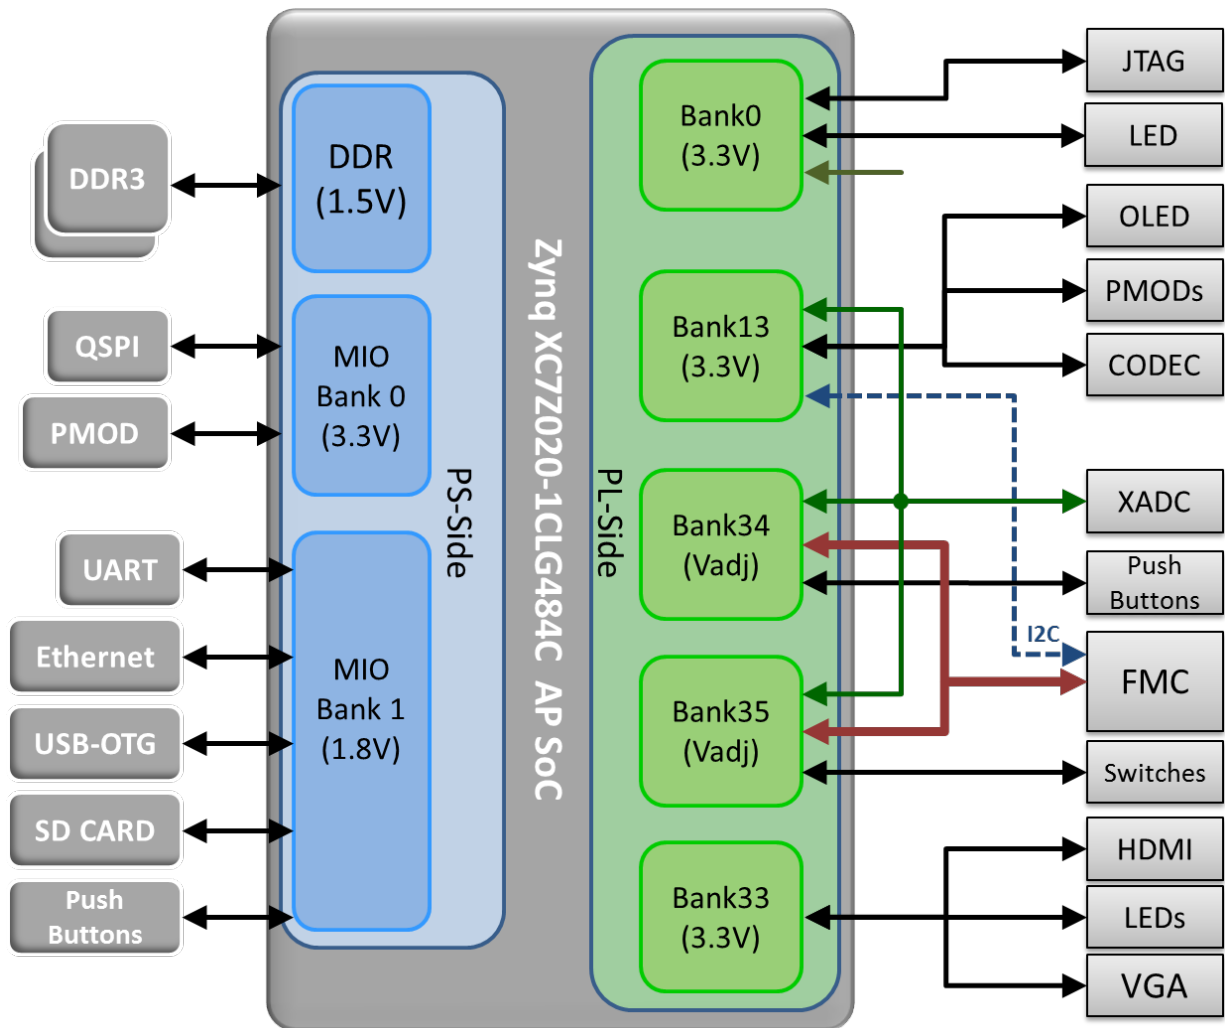 DDR3
QSPI
PMOD
UART
Ethernet
USB-OTG
SD CARD
Push
Buttons
DDR
(1.5V)
MIO
Bank 0
(3.3V)
MIO
Bank 1
(1.8V)
PS-Side
Zynq XC7Z020-1CLG484C AP SoC
PL-Side
Bank0
(3.3V)
Bank13
(3.3V)
Bank34
(Vadj)
Bank35
(Vadj)
Bank33
(3.3V)
JTAG
LED
OLED
PMODs
CODEC
XADC
Push
Buttons
I2C
FMC
Switches
HDMI
LEDs
VGA